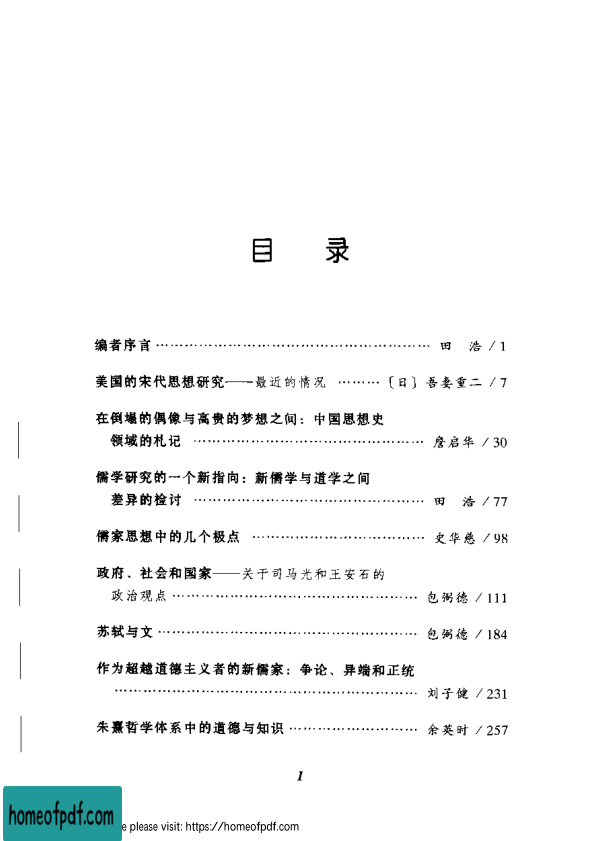 目 录
编者序言 …………………………………………… 田 浩 / 1
美国的宋代思想研究——最近的情况 ……… 〔日〕吾妻重二 / 7
在倒塌的偶像与高贵的梦想之间：中国思想史
领域的札记 …………………………………… 詹启华 / 30
儒学研究的一个新指向：新儒学与道学之间
差异的检讨 …………………………………… 田 浩 / 77
儒家思想中的几个极点 ………………………… 史华慈 / 98
政府、社会和国家——关于司马光和王安石的
政治观点 ……………………………………… 包弼德 / 111
苏轼与文 ………………………………………… 包弼德 / 184
作为超越道德主义者的新儒家：争论、异端和正统
………………………………………………… 刘子健 / 231
朱熹哲学体系中的道德与知识 …………………… 余英时 / 257
1
homeofpdf.com
e please visit: https://homeofpdf.com